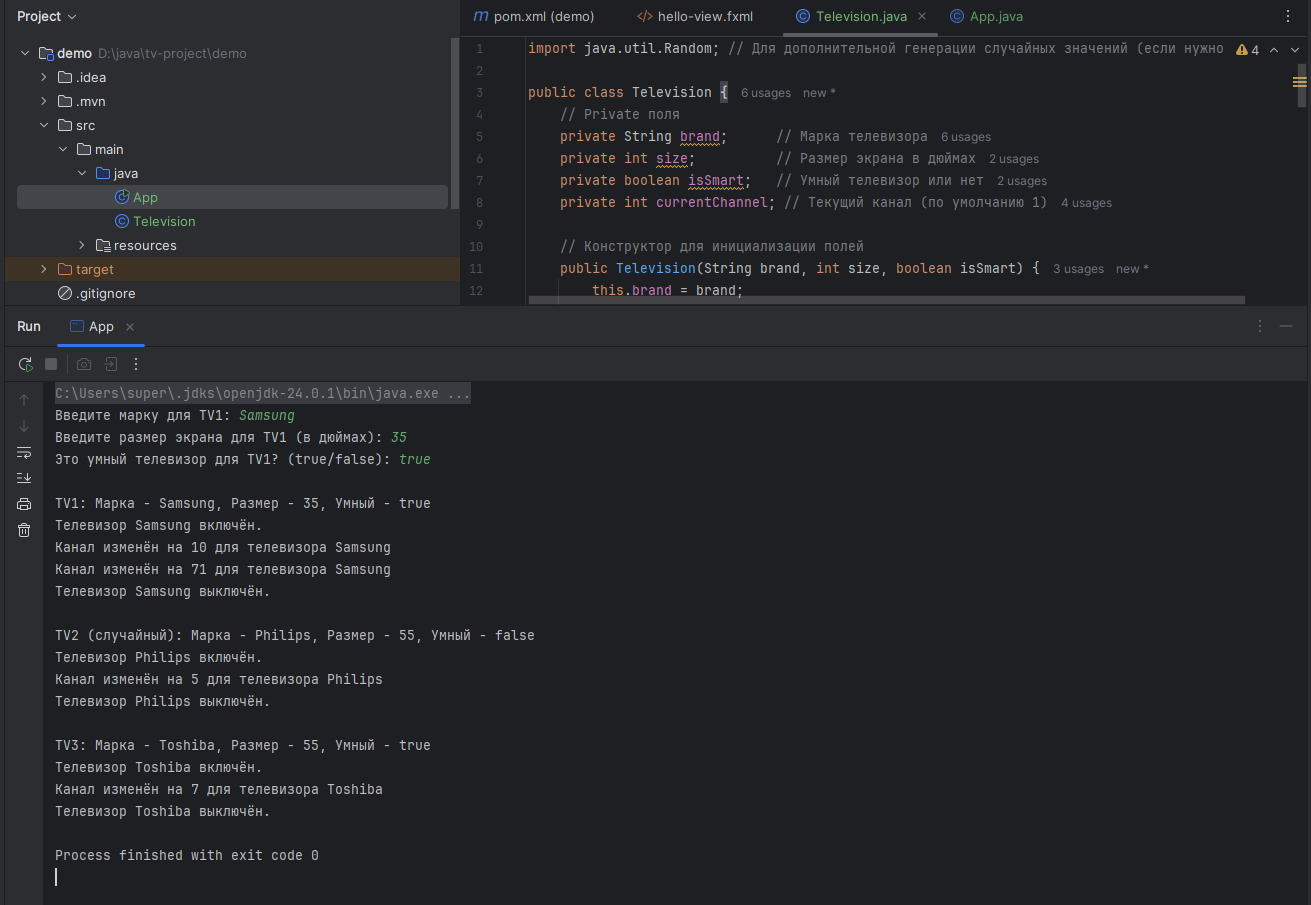 Project
demo D:\java\tv-project\demo
.idea
.mvn
src
main
java
App
Television
resources
target
.gitignore
pom.xml (demo) hello-view.fxml Television.java App.java
1 import java.util.Random; // Для дополнительной генерации случайных значений (если нужно 4
2
3 public class Television { 6 usages new *
4 // Private поля
5 private String brand; // Марка телевизора 6 usages
6 private int size; // Размер экрана в дюймах 2 usages
7 private boolean isSmart; // Умный телевизор или нет 2 usages
8 private int currentChannel; // Текущий канал (по умолчанию 1) 4 usages
9
10 // Конструктор для инициализации полей
11 public Television(String brand, int size, boolean isSmart) { 3 usages new *
12 this.brand = brand;
Run App
C:\Users\super\.jdks\openjdk-24.0.1\bin\java.exe ...
Введите марку для TV1: Samsung
Введите размер экрана для TV1 (в дюймах): 35
Это умный телевизор для TV1? (true/false): true
TV1: Марка - Samsung, Размер - 35, Умный - true
Телевизор Samsung включён.
Канал изменён на 10 для телевизора Samsung
Канал изменён на 71 для телевизора Samsung
Телевизор Samsung выключён.
TV2 (случайный): Марка - Philips, Размер - 55, Умный - false
Телевизор Philips включён.
Канал изменён на 5 для телевизора Philips
Телевизор Philips выключён.
TV3: Марка - Toshiba, Размер - 55, Умный - true
Телевизор Toshiba включён.
Канал изменён на 7 для телевизора Toshiba
Телевизор Toshiba выключён.
Process finished with exit code 0